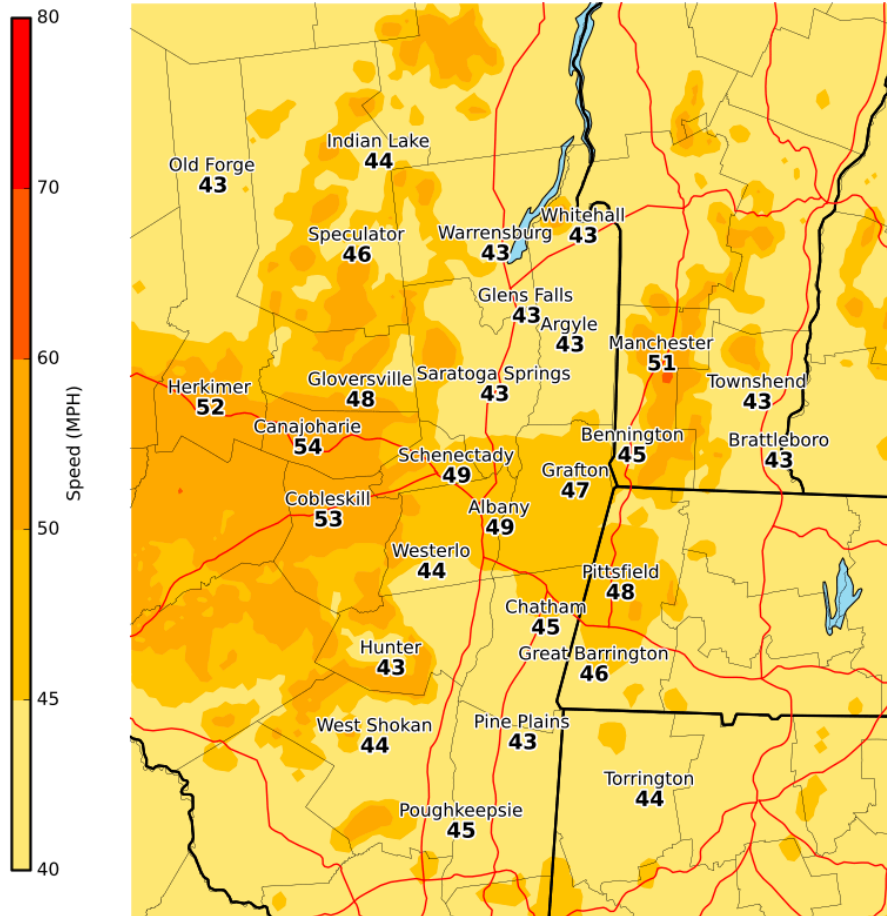 80
70
60
50
45
40
Speed (MPH)
Indian Lake
44
Old Forge
43
Whitehall
43
Speculator
46
Warrensburg
43
Glens Falls
43
Argyle
43
Manchester
51
Herkimer
52
Gloversville
48
Saratoga Springs
43
Townshend
43
Canajoharie
54
Bennington
45
Brattleboro
43
Schenectady
49
Grafton
47
Cobleskill
53
Albany
49
Westerlo
44
Pittsfield
48
Chatham
45
Hunter
43
Great Barrington
46
West Shokan
44
Pine Plains
43
Torrington
44
Poughkeepsie
45